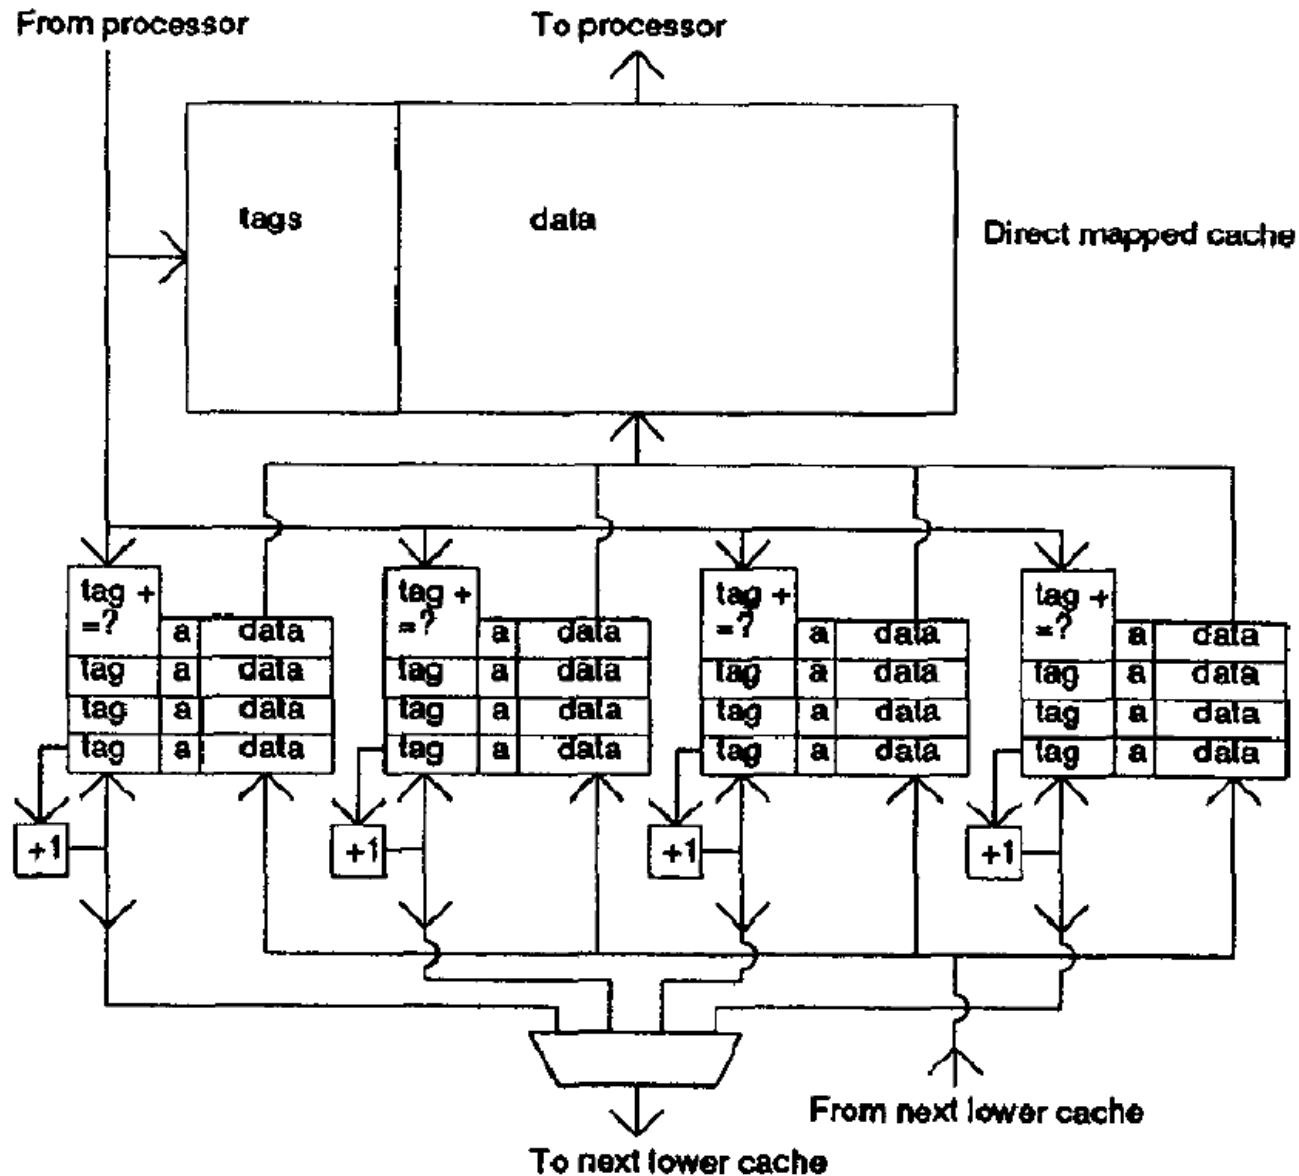 From processor
To processor
tags
data
Direct mapped cache
tag +
=?
a
data
tag
a
data
tag
a
data
tag
a
data
+1
tag +
=?
a
data
tag
a
data
tag
a
data
tag
a
data
+1
tag +
=?
a
data
tag
a
data
tag
a
data
tag
a
data
+1
tag +
=?
a
data
tag
a
data
tag
a
data
tag
a
data
+1
From next lower cache
To next lower cache